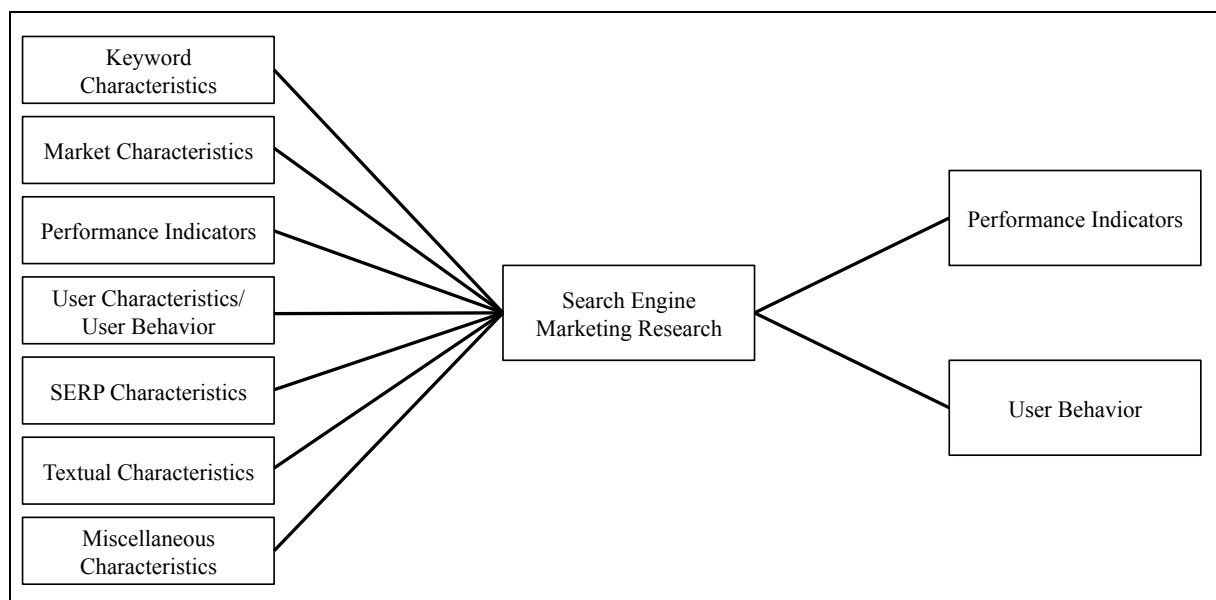 Keyword
Characteristics
Market Characteristics
Performance Indicators
User Characteristics/
User Behavior
SERP Characteristics
Textual Characteristics
Miscellaneous
Characteristics
Search Engine
Marketing Research
Performance Indicators
User Behavior